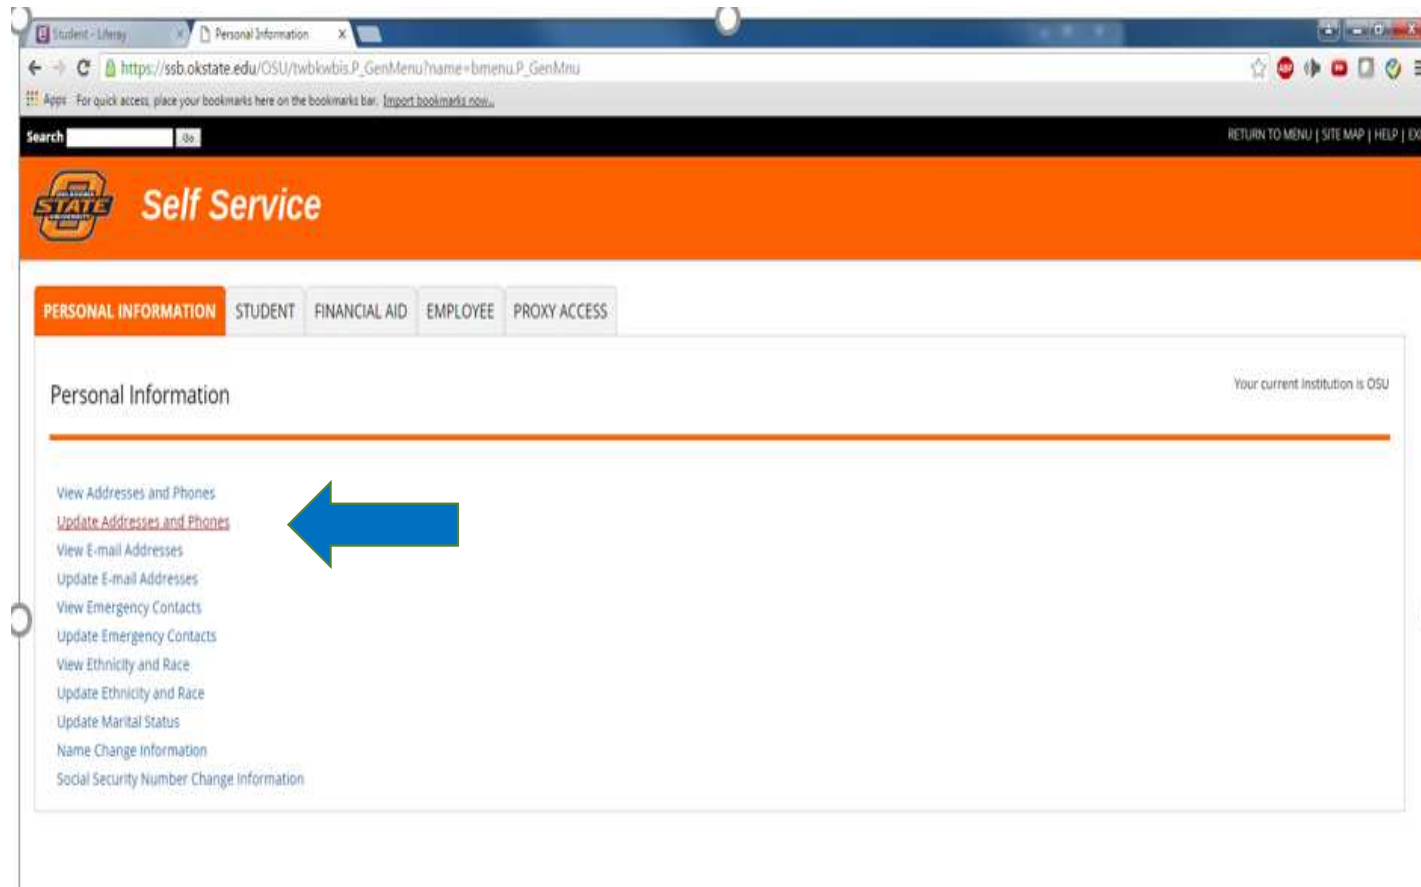 Student - Liferay
Personal Information
https://ssb.okstate.edu/OSU/twbkwbis.P_GenMenu?name=bmenu.P_GenMnu
Apps For quick access, place your bookmarks here on the bookmarks bar. Import bookmarks now...
Search Go RETURN TO MENU | SITE MAP | HELP |
STATE
Self Service
PERSONAL INFORMATION STUDENT FINANCIAL AID EMPLOYEE PROXY ACCESS
Personal Information
Your current Institution is OSU
View Addresses and Phones
Update Addresses and Phones
View E-mail Addresses
Update E-mail Addresses
View Emergency Contacts
Update Emergency Contacts
View Ethnicity and Race
Update Ethnicity and Race
Update Marital Status
Name Change Information
Social Security Number Change Information